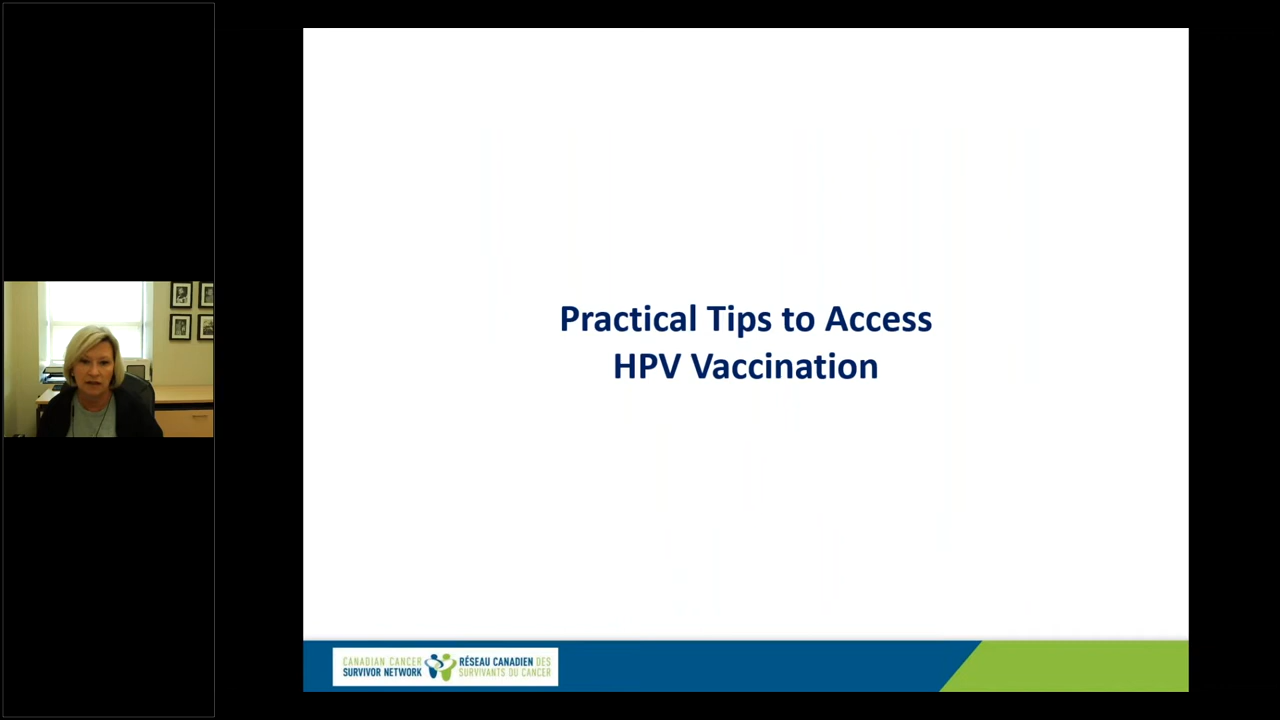 Practical Tips to Access
HPV Vaccination
CANADIAN CANCER
SURVIVOR NETWORK
RÉSEAU CANADIEN DES
SURVIVANTS DU CANCER